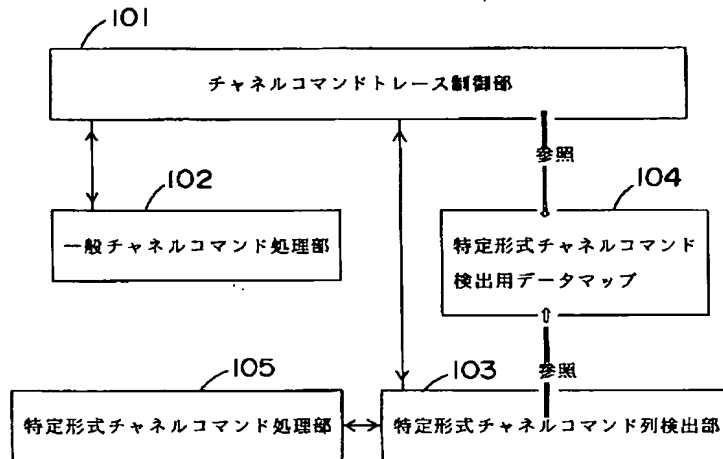 101
チャネルコマンドトレース制御部
参照
102
104
一般チャネルコマンド処理部
特定形式チャネルコマンド
検出用データマップ
105
103
参照
特定形式チャネルコマンド処理部
特定形式チャネルコマンド列検出部